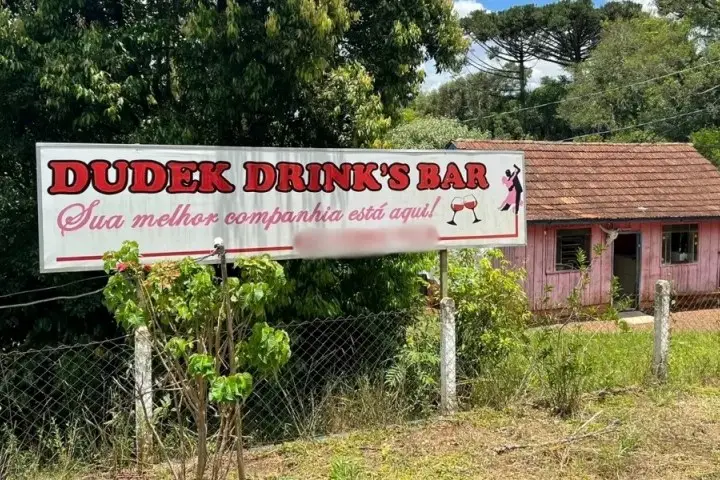 DUDEK DRINK'S BAR
Sua melhor companhia está aqui!